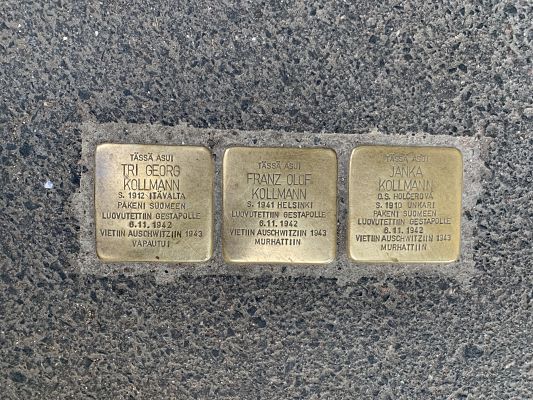 TÄSSÄ ASUI
TRI GEORG
KOLLMANN
S. 1912 ITÄVALTA
PAKENI SUOMEEN
LUOVUTETTIIN GESTAPOLLE
6.11.1942
VIETIIN AUSCHWITZIIN 1943
VAPAUTUI
TÄSSÄ ASUI
FRANZ OLOF
KOLLMANN
S. 1941 HELSINKI
LUOVUTETTIIN GESTAPOLLE
6.11.1942
VIETIIN AUSCHWITZIIN 1943
MURHATTIIN
TÄSSÄ ASUI
JANKA
KOLLMANN
O.S. HOLČEROVÁ
S. 1910 UNKARI
PAKENI SUOMEEN
LUOVUTETTIIN GESTAPOLLE
6.11.1942
VIETIIN AUSCHWITZIIN 1943
MURHATTIIN